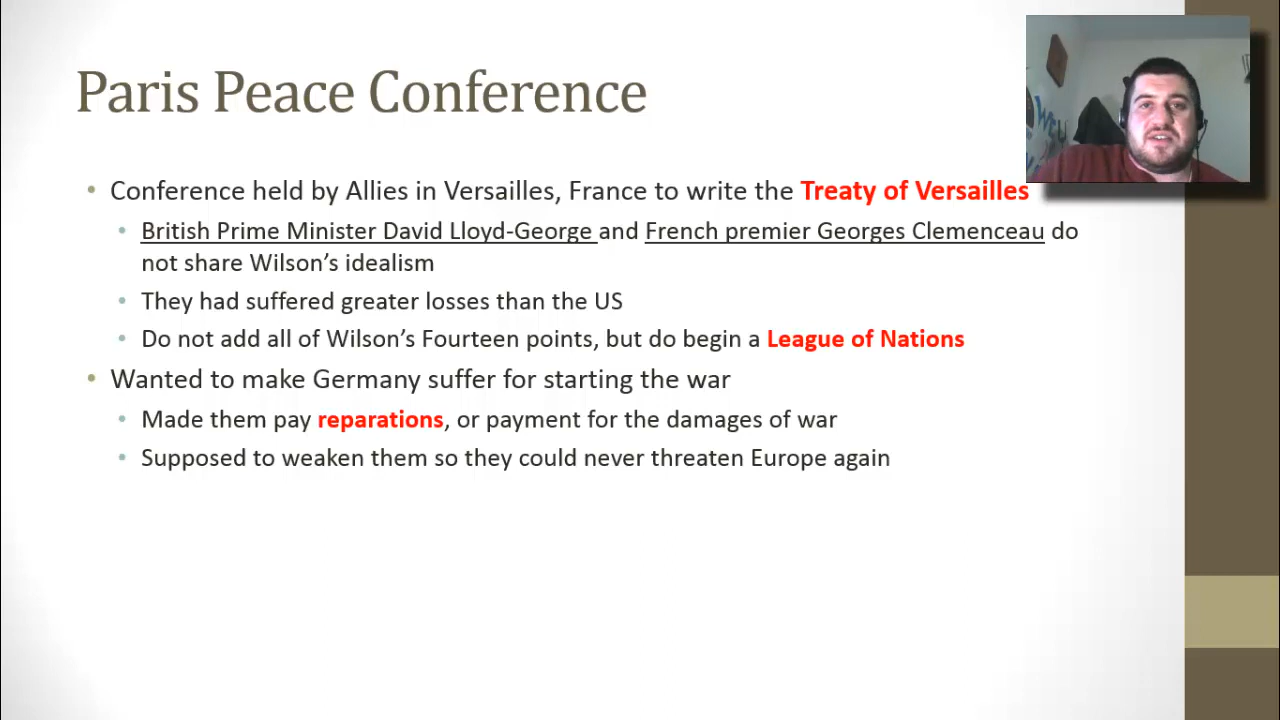 Paris Peace Conference
• Conference held by Allies in Versailles, France to write the Treaty of Versailles
• British Prime Minister David Lloyd-George and French premier Georges Clemenceau do
not share Wilson's idealism
• They had suffered greater losses than the US
• Do not add all of Wilson's Fourteen points, but do begin a League of Nations
• Wanted to make Germany suffer for starting the war
• Made them pay reparations, or payment for the damages of war
• Supposed to weaken them so they could never threaten Europe again